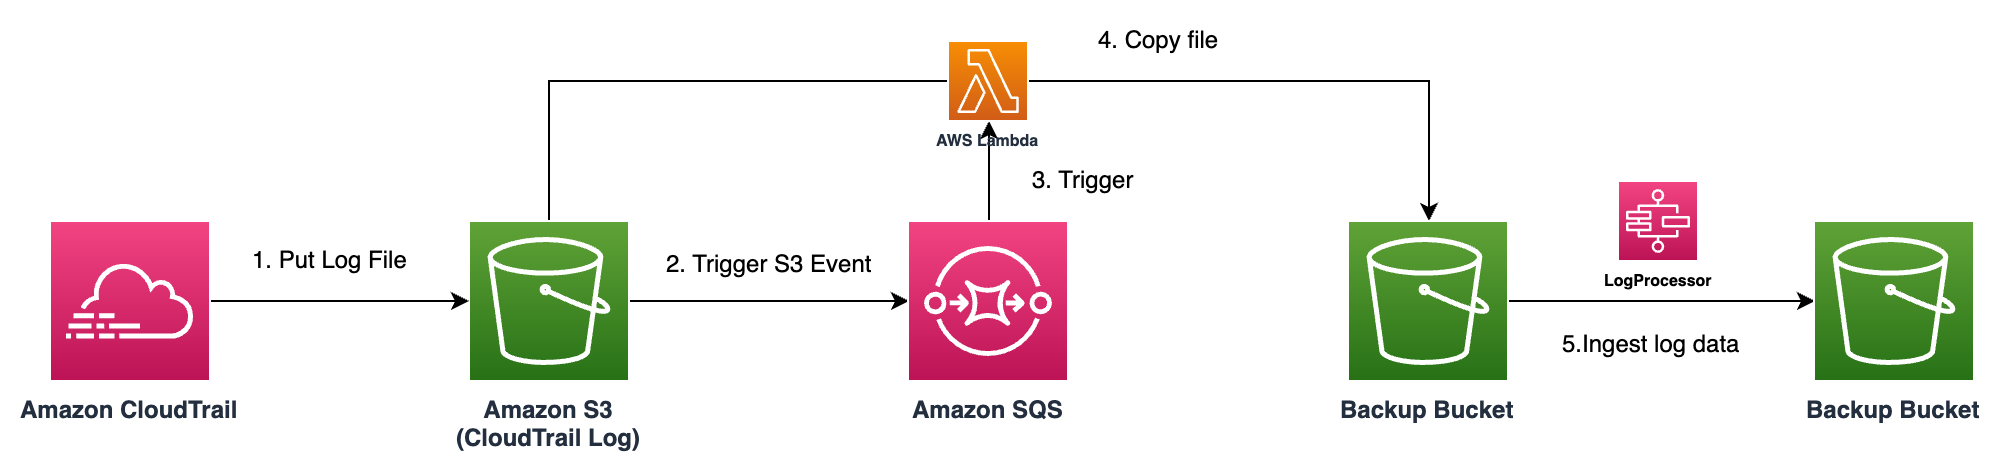 4. Copy file
AWS Lambda
3. Trigger
1. Put Log File
2. Trigger S3 Event
LogProcessor
5.Ingest log data
Amazon CloudTrail
Amazon S3
(CloudTrail Log)
Amazon SQS
Backup Bucket
Backup Bucket